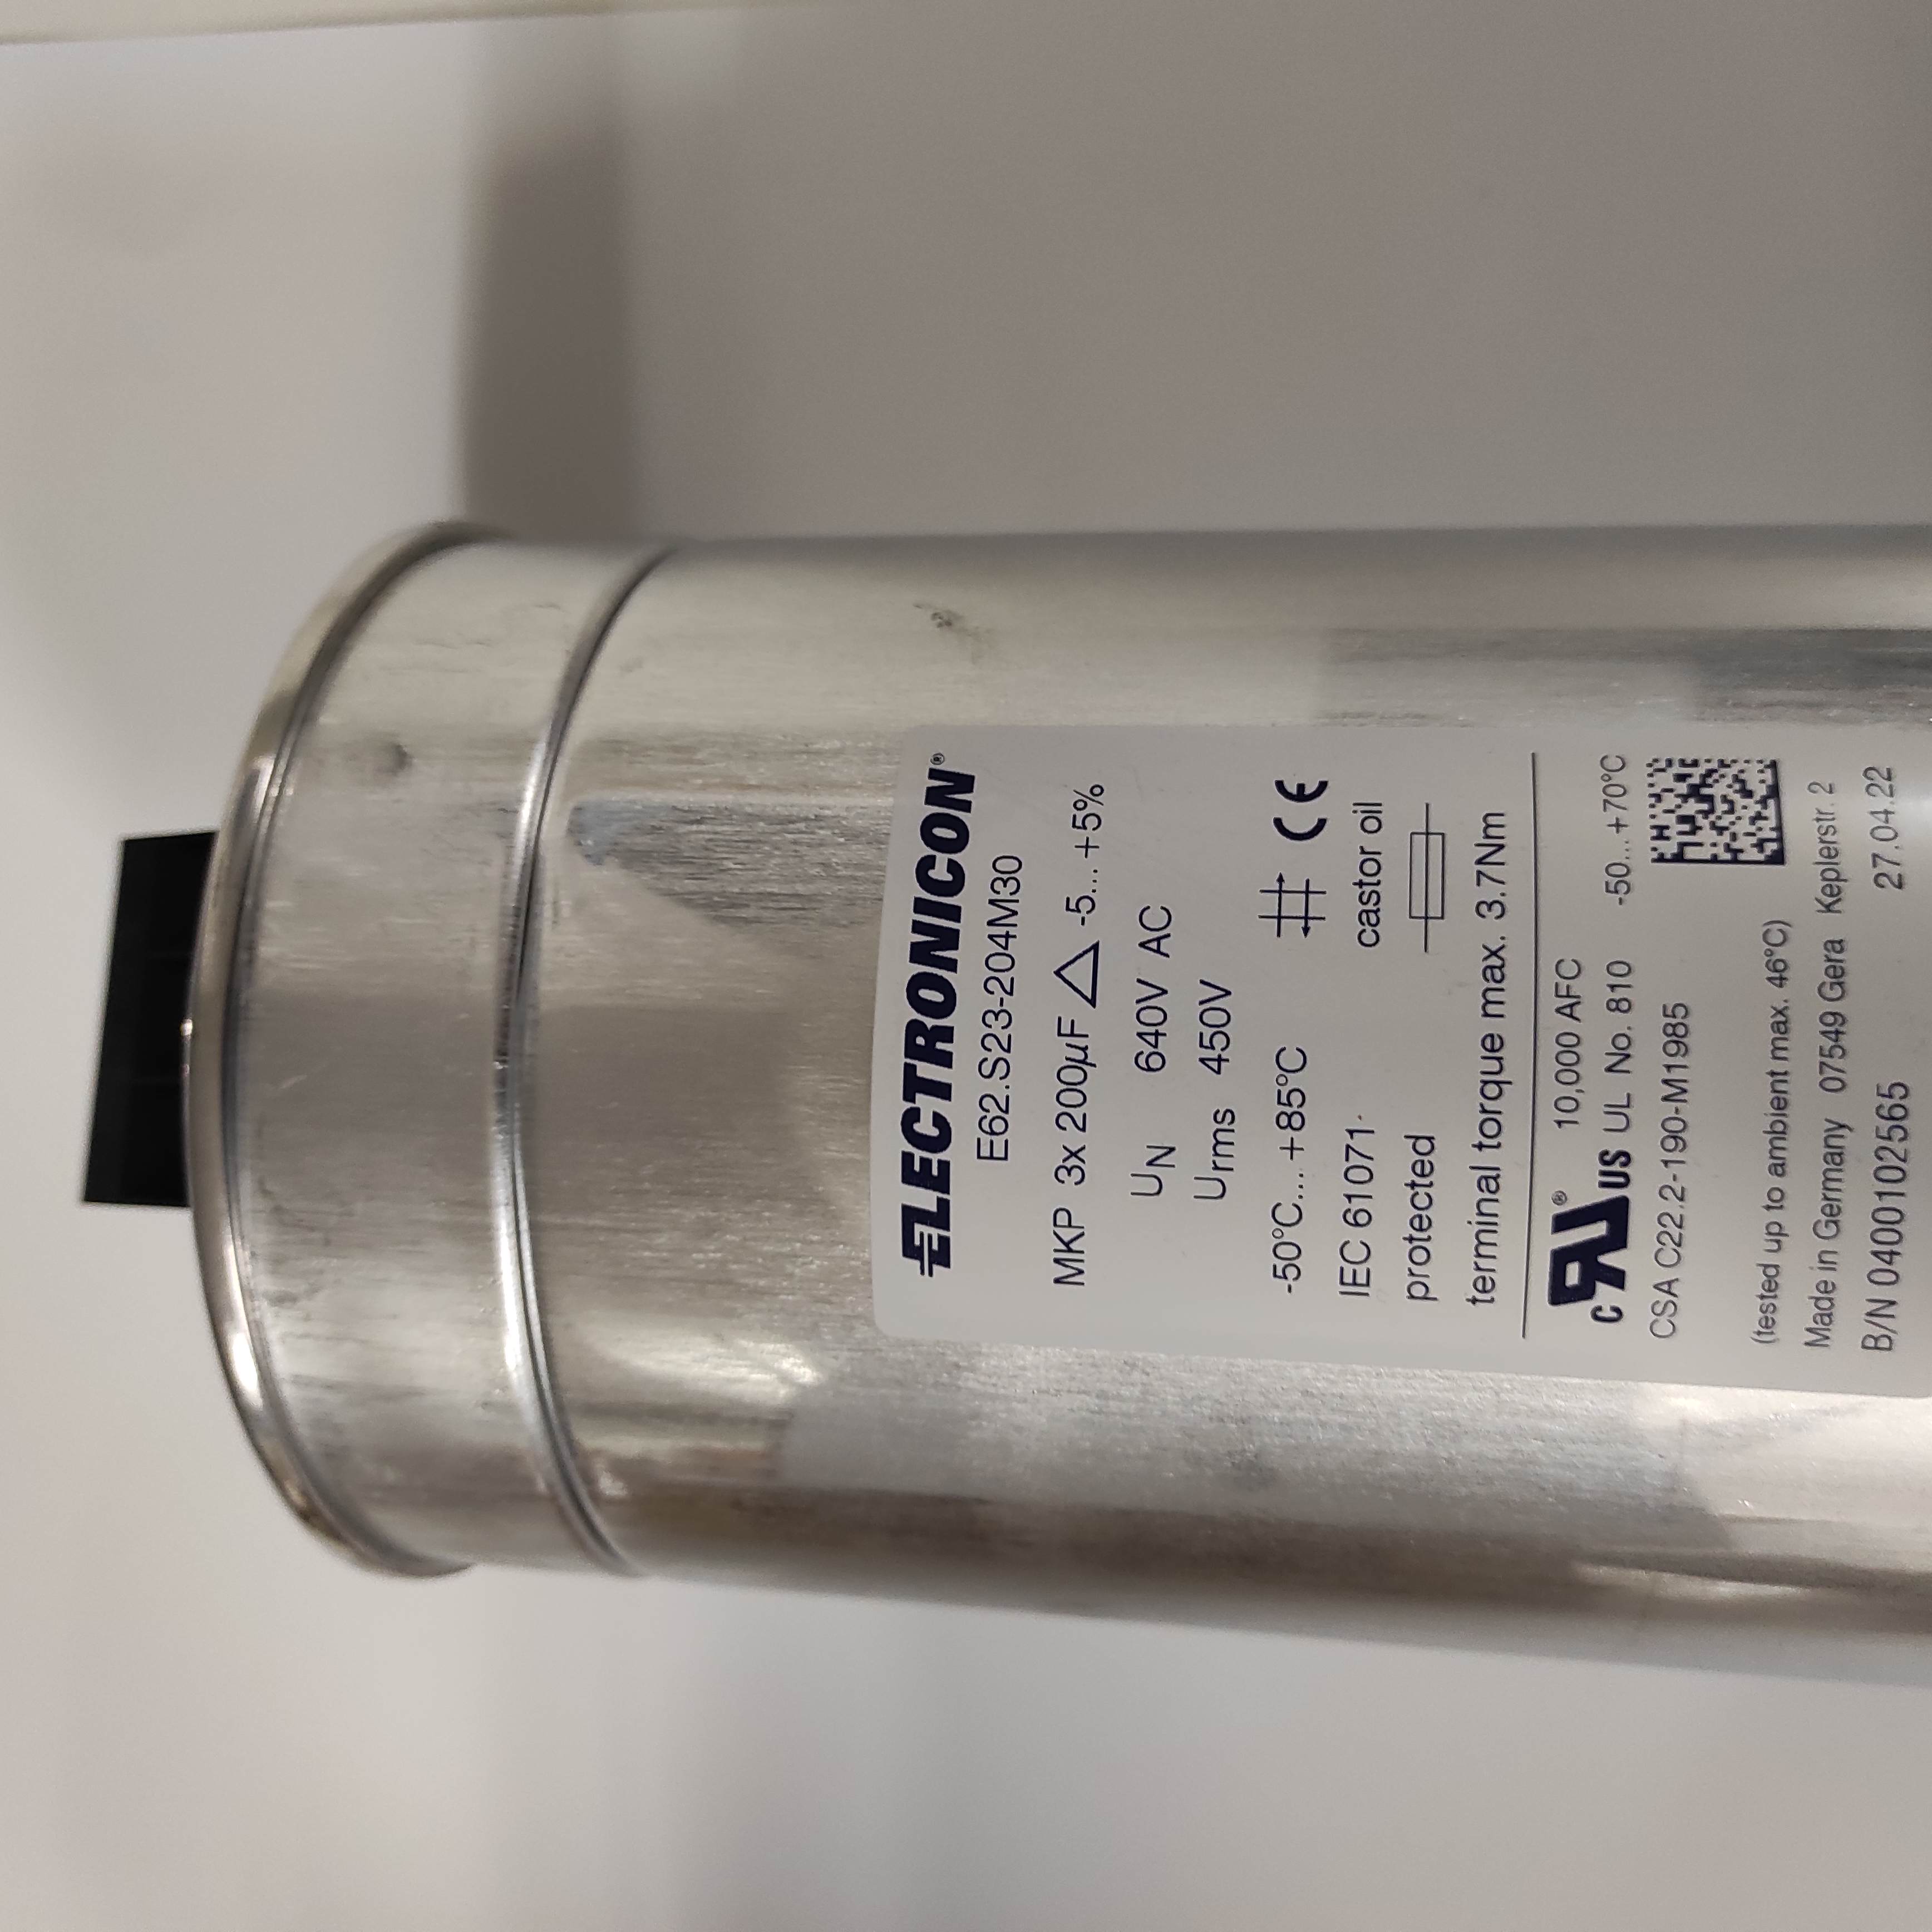 ELECTRONICON®
E62.S23-204M30
MKP 3x 200µF △ -5...+5%
UN 640V AC
Urms 450V
-50°C....+85°C CE
IEC 61071 castor oil
protected
terminal torque max. 3.7Nm
c RU® US 10,000 AFC
UL No. 810 -50...+70°C
CSA C22.2-190-M1985
(tested up to ambient max. 46°C)
Made in Germany 07549 Gera Keplerstr. 2
B/N 0400102565 27.04.22